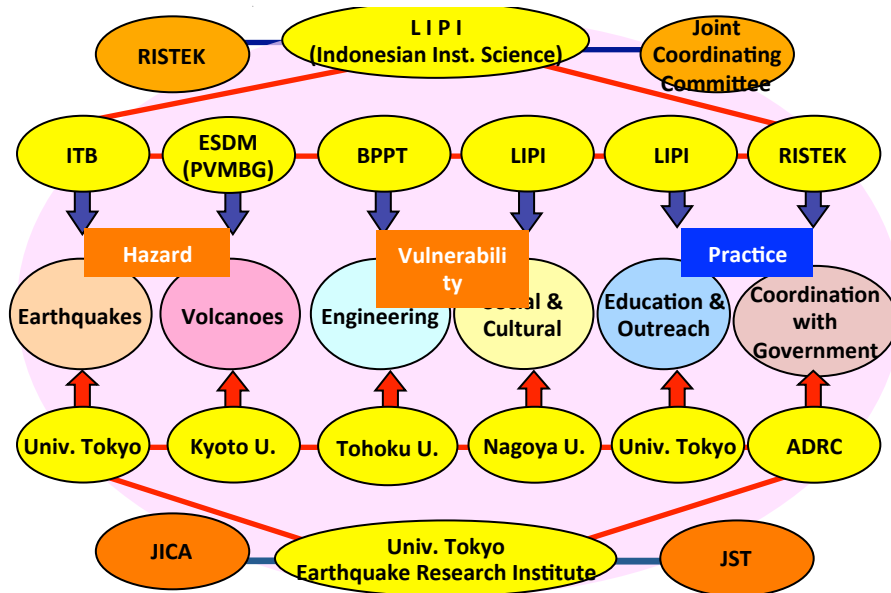 L I P I
(Indonesian Inst. Science)
RISTEK
Joint
Coordinating
Committee
ITB
ESDM
(PVMBG)
BPPT
LIPI
LIPI
RISTEK
Hazard
Vulnerabili
ty
Practice
Earthquakes
Volcanoes
Engineering
Social &
Cultural
Education &
Outreach
Coordination
with
Government
Univ. Tokyo
Kyoto U.
Tohoku U.
Nagoya U.
Univ. Tokyo
ADRC
JICA
Univ. Tokyo
Earthquake Research Institute
JST